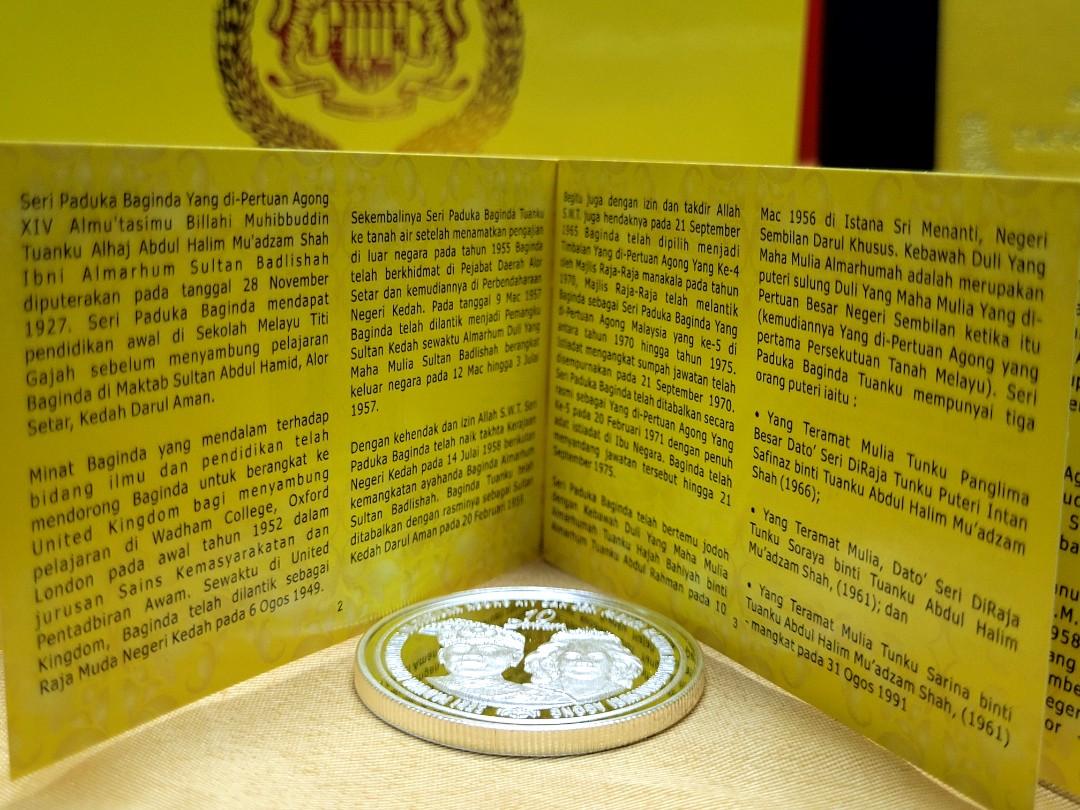 Seri Paduka Baginda Yang di-Pertuan Agong
XIV Almu'tasimu Billahi Muhibbuddin
Tuanku Alhaj Abdul Halim Mu'adzam Shah
Ibni Almarhum Sultan Badlishah
diputerakan pada tanggal 28 November
1927. Seri Paduka Baginda mendapat
pendidikan awal di Sekolah Melayu Titi
Gajah sebelum menyambung pelajaran
Baginda di Maktab Sultan Abdul Hamid, Alor
Setar, Kedah Darul Aman.
Minat Baginda yang mendalam terhadap
bidang ilmu dan pendidikan telah
mendorong Baginda untuk berangkat ke
United Kingdom bagi menyambung
pelajaran di Wadham College, Oxford
London pada awal tahun 1952 dalam
jurusan Sains Kemasyarakatan dan
Pentadbiran Awam. Sewaktu di United
Kingdom, Baginda telah dilantik sebagai
Raja Muda Negeri Kedah pada 6 Ogos 1949.
2
Sekembalinya Seri Paduka Baginda Tuanku
ke tanah air setelah menamatkan pengajian
di luar negara pada tahun 1955 Baginda
telah berkhidmat di Pejabat Daerah Alor
Setar dan kemudiannya di Perbendaharaan
Negeri Kedah. Pada tanggal 9 Mac 1957
Baginda telah dilantik menjadi Pemangku
Sultan Kedah sewaktu Almarhum Duli Yang
Maha Mulia Sultan Badlishah berangkat
keluar negara pada 12 Mac hingga 3 Julai
1957.
Dengan kehendak dan izin Allah S.W.T. Seri
Paduka Baginda telah naik takhta Kerajaan
Negeri Kedah pada 14 Julai 1958 berikutan
kemangkatan ayahanda Baginda Almarhum
Sultan Badlishah. Baginda Tuanku telah
ditabalkan dengan rasminya sebagai Sultan
Kedah Darul Aman pada 20 Februari 1959.
Begitu juga dengan izin dan takdir Allah
S.W.T. juga hendaknya pada 21 September
1965 Baginda telah dipilih menjadi
Timbalan Yang di-Pertuan Agong Yang Ke-4
oleh Majlis Raja-Raja manakala pada tahun
1970, Majlis Raja-Raja telah melantik
Baginda sebagai Seri Paduka Baginda Yang
di-Pertuan Agong Malaysia yang ke-5 di
antara tahun 1970 hingga tahun 1975.
Istiadat mengangkat sumpah jawatan telah
disempurnakan pada 21 September 1970.
Seri Paduka Baginda telah ditabalkan secara
rasmi sebagai Yang di-Pertuan Agong Yang
Ke-5 pada 20 Februari 1971 dengan penuh
adat istiadat di Ibu Negara. Baginda telah
menyandang jawatan tersebut hingga 21
September 1975.
Seri Paduka Baginda telah bertemu jodoh
dengan Kebawah Duli Yang Maha Mulia
Almarhumah Tuanku Hajah Bahiyah binti
Almarhum Tuanku Abdul Rahman pada 10
3
Mac 1956 di Istana Sri Menanti, Negeri
Sembilan Darul Khusus. Kebawah Duli Yang
Maha Mulia Almarhumah adalah merupakan
puteri sulung Duli Yang Maha Mulia Yang di-
Pertuan Besar Negeri Sembilan ketika itu
(kemudiannya Yang di-Pertuan Agong yang
pertama Persekutuan Tanah Melayu). Seri
Paduka Baginda Tuanku mempunyai tiga
orang puteri iaitu :
• Yang Teramat Mulia Tunku Panglima
Besar Dato' Seri DiRaja Tunku Puteri Intan
Safinaz binti Tuanku Abdul Halim Mu'adzam
Shah (1966);
• Yang Teramat Mulia, Dato' Seri DiRaja
Tunku Soraya binti Tuanku Abdul Halim
Mu'adzam Shah, (1961); dan
• Yang Teramat Mulia Tunku Sarina binti
Tuanku Abdul Halim Mu'adzam Shah, (1961)
- mangkat pada 31 Ogos 1991